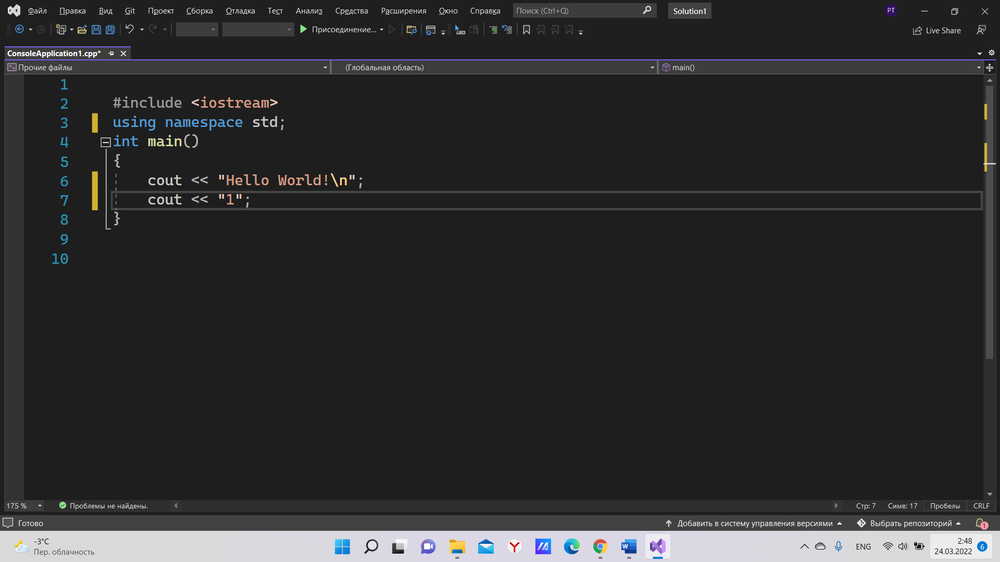 Файл Правка Вид Git Проект Сборка Отладка Тест Анализ Средства Расширения Окно Справка Поиск (Ctrl+Q) Solution1 PT
Присоединение... Live Share
ConsoleApplication1.cpp*
Прочие файлы (Глобальная область) main()
1
2 #include <iostream>
3 using namespace std;
4 int main()
5 {
6 cout << "Hello World!\n";
7 cout << "1";
8 }
9
10
175 % Проблемы не найдены. Стр: 7 Симв: 17 Пробелы CRLF
Готово Добавить в систему управления версиями Выбрать репозиторий 1
-3°C
Пер. облачность
ENG
2:48
24.03.2022
6